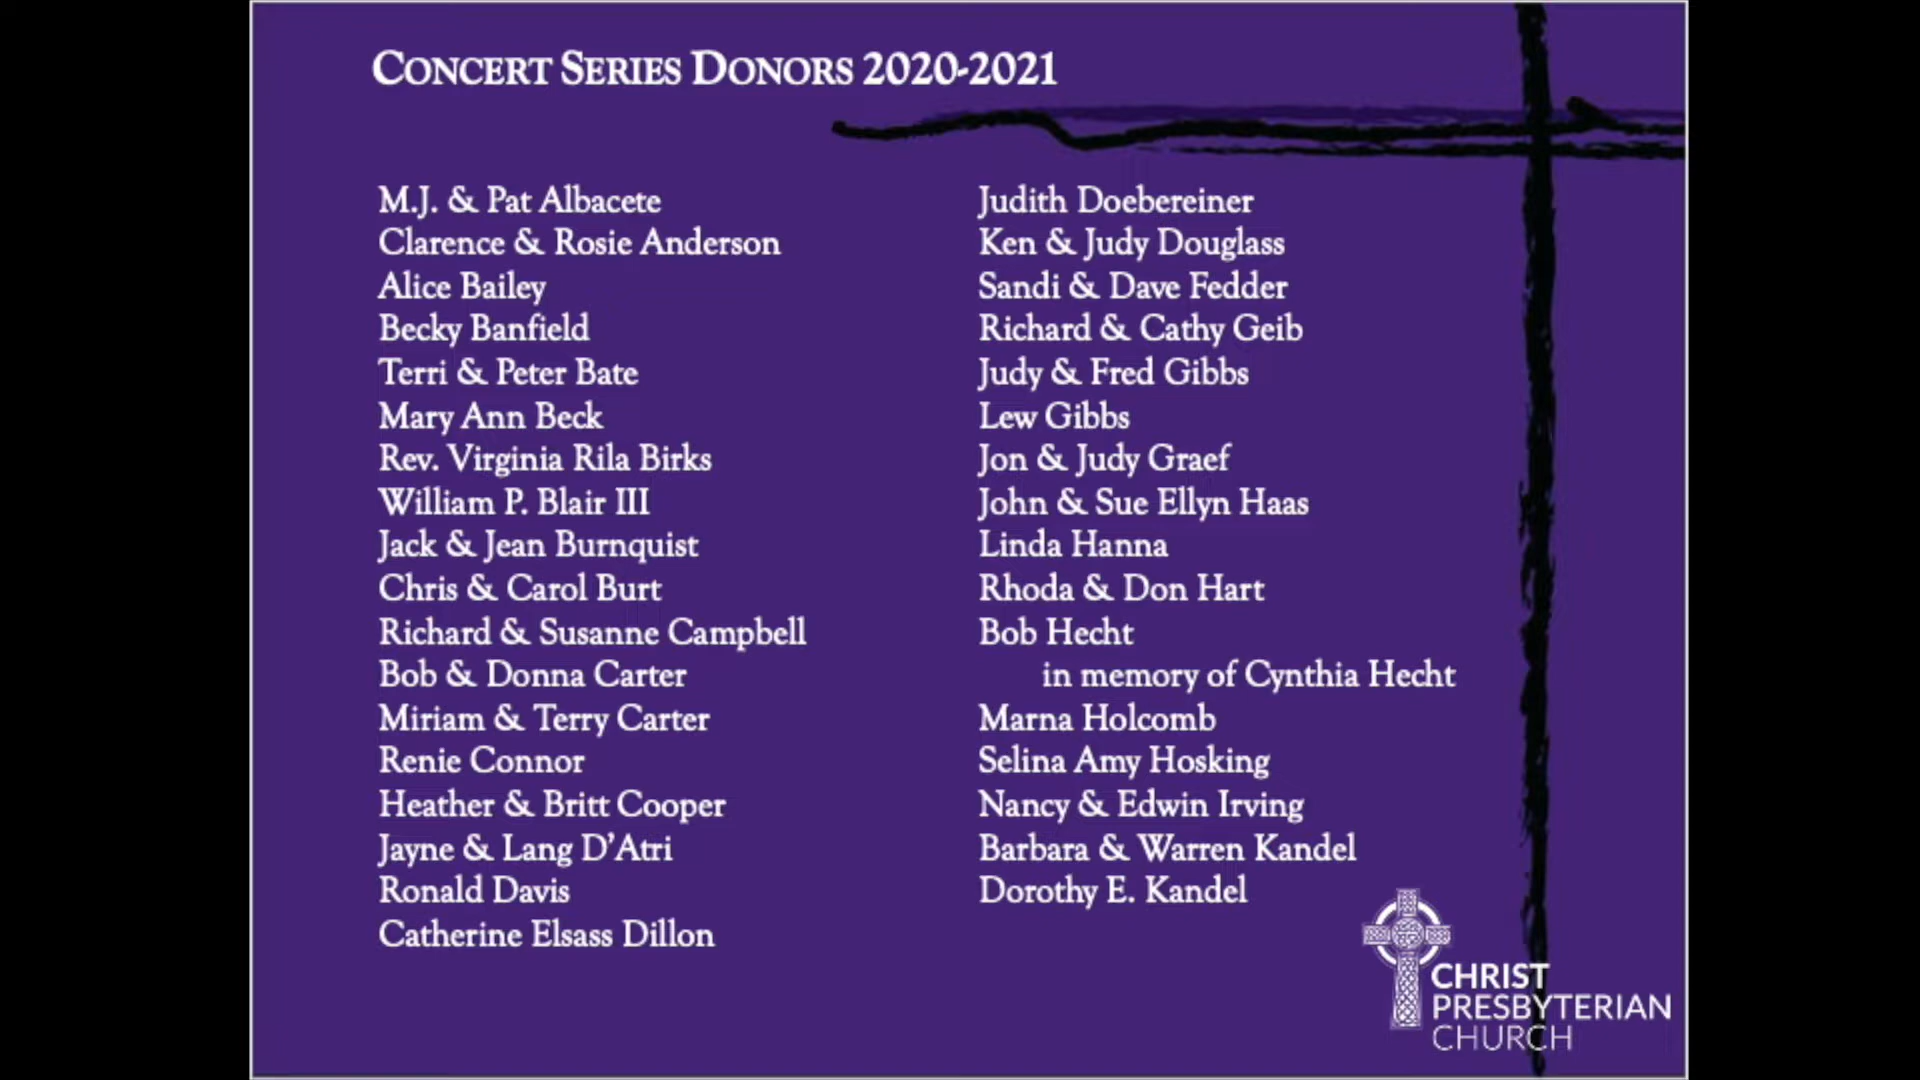 CONCERT SERIES DONORS 2020-2021
M.J. & Pat Albacete
Clarence & Rosie Anderson
Alice Bailey
Becky Banfield
Terri & Peter Bate
Mary Ann Beck
Rev. Virginia Rila Birks
William P. Blair III
Jack & Jean Burnquist
Chris & Carol Burt
Richard & Susanne Campbell
Bob & Donna Carter
Miriam & Terry Carter
Renie Connor
Heather & Britt Cooper
Jayne & Lang D’Atri
Ronald Davis
Catherine Elsass Dillon
Judith Doebereiner
Ken & Judy Douglass
Sandi & Dave Fedder
Richard & Cathy Geib
Judy & Fred Gibbs
Lew Gibbs
Jon & Judy Graef
John & Sue Ellyn Haas
Linda Hanna
Rhoda & Don Hart
Bob Hecht
in memory of Cynthia Hecht
Marna Holcomb
Selina Amy Hosking
Nancy & Edwin Irving
Barbara & Warren Kandel
Dorothy E. Kandel
CHRIST
PRESBYTERIAN
CHURCH